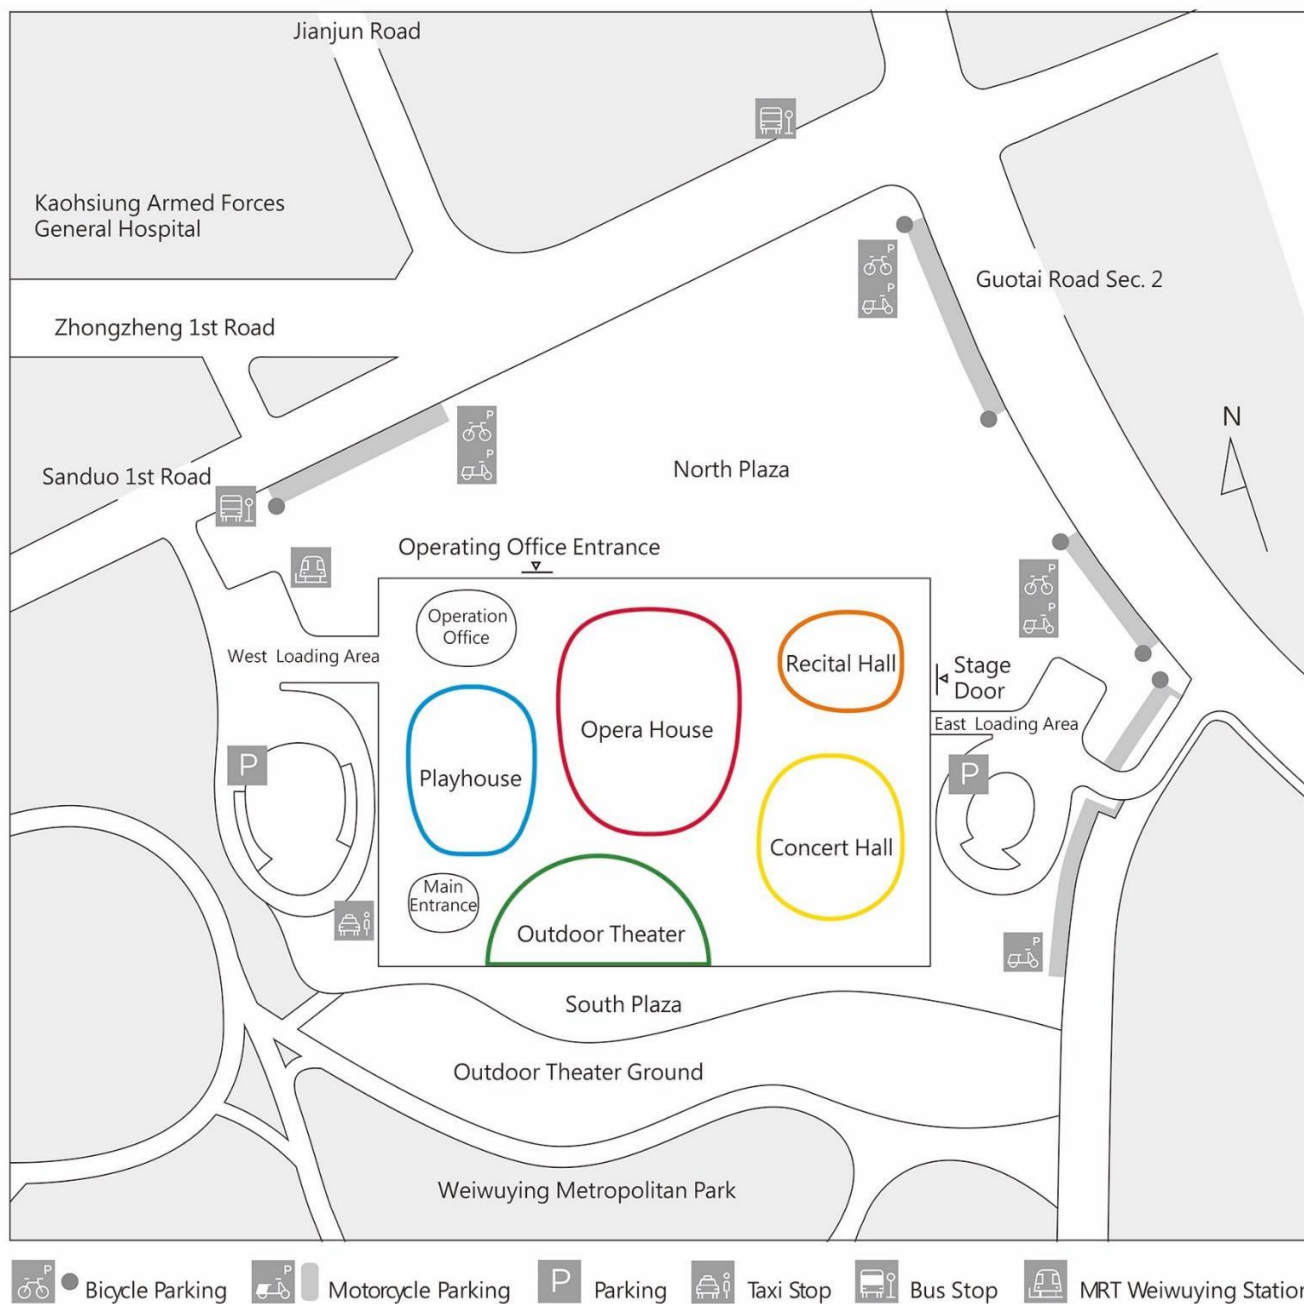 Jianjun Road
Kaohsiung Armed Forces
General Hospital
P
Guotai Road Sec. 2
Zhongzheng 1st Road
P
P
P
North Plaza
N
Sanduo 1st Road
P
Operating Office Entrance
P
P
Operation
Office
Recital Hall
Stage
Door
West Loading Area
East Loading Area
Opera House
P
P
Playhouse
Concert Hall
Main
Entrance
Outdoor Theater
P
South Plaza
Outdoor Theater Ground
Weiwuying Metropolitan Park
P Bicycle Parking P Motorcycle Parking P Parking Taxi Stop Bus Stop MRT Weiwuying Station